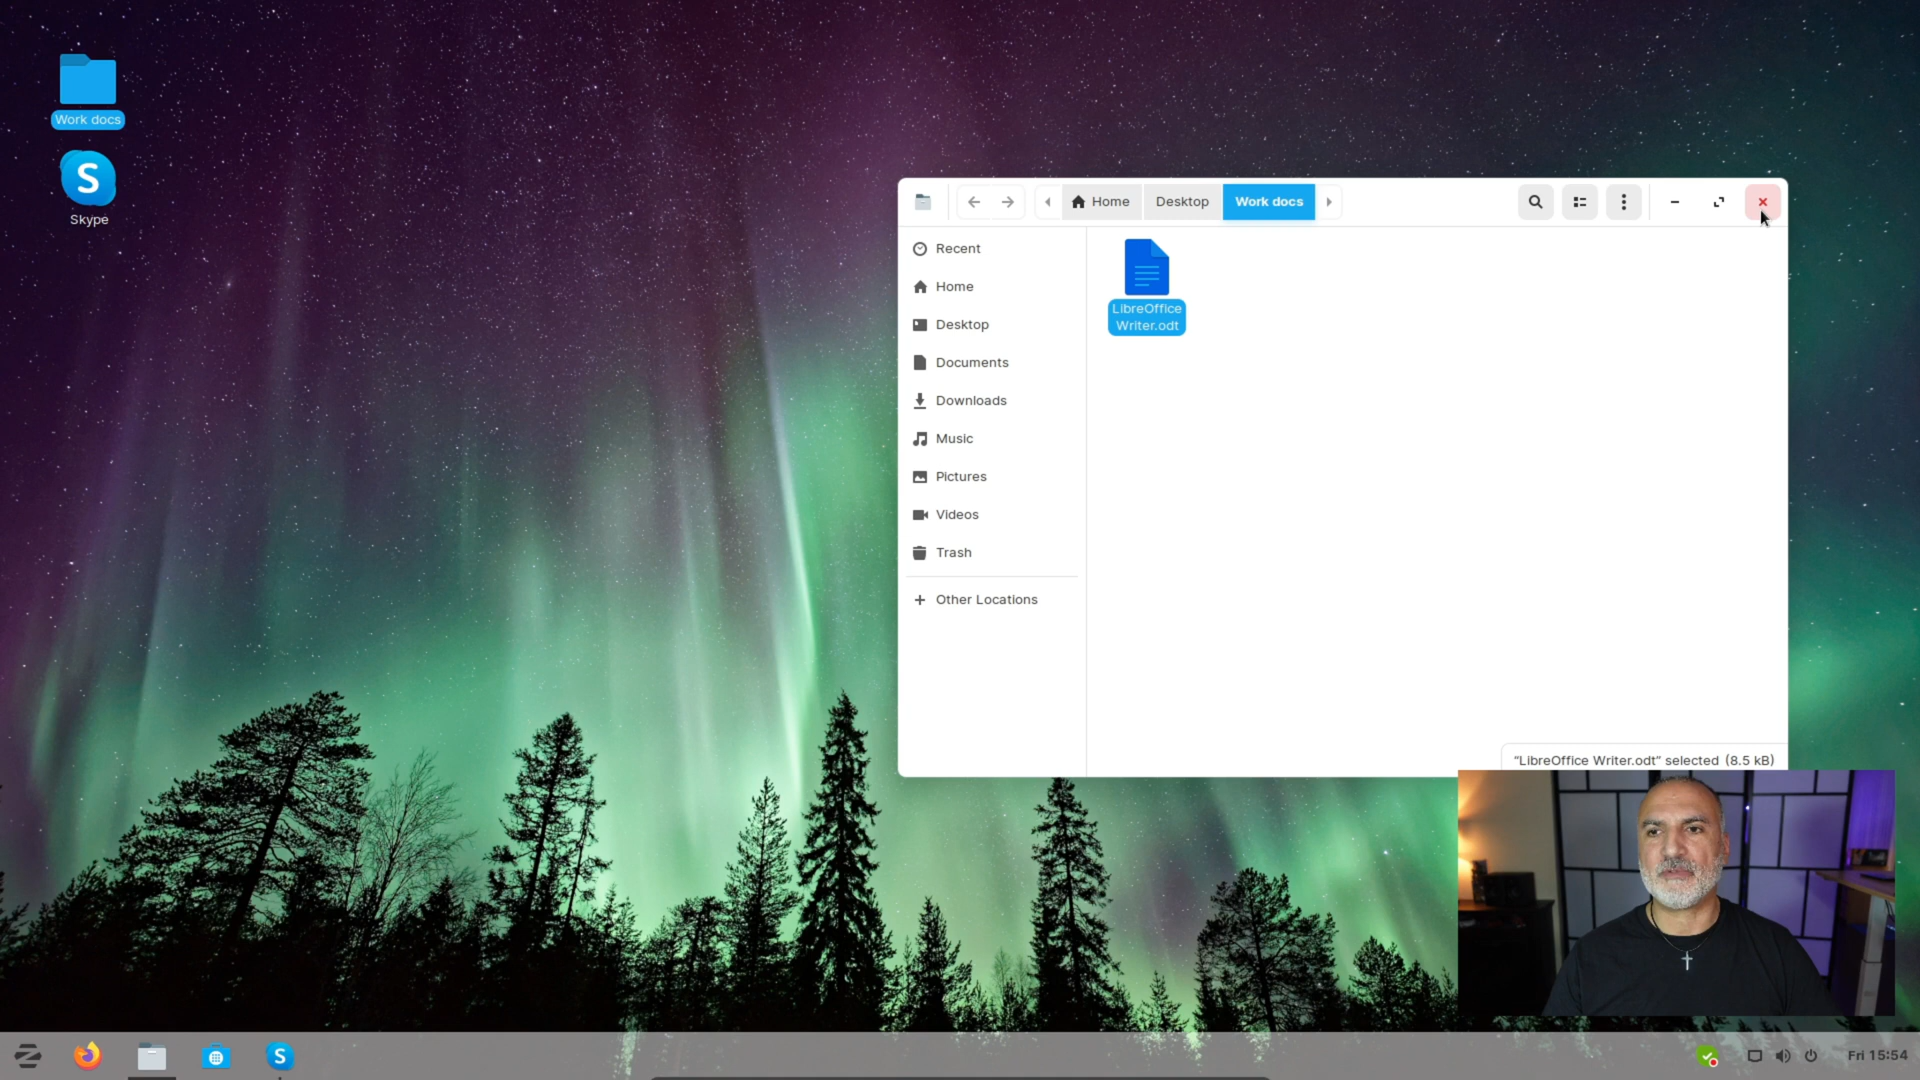 Work docs
S
Skype
Home
Desktop
Work docs
Recent
Home
Desktop
Documents
Downloads
Music
Pictures
Videos
Trash
Other Locations
LibreOffice
Writer.odt
“LibreOffice Writer.odt” selected (8.5 kB)
S
Fri 15:54